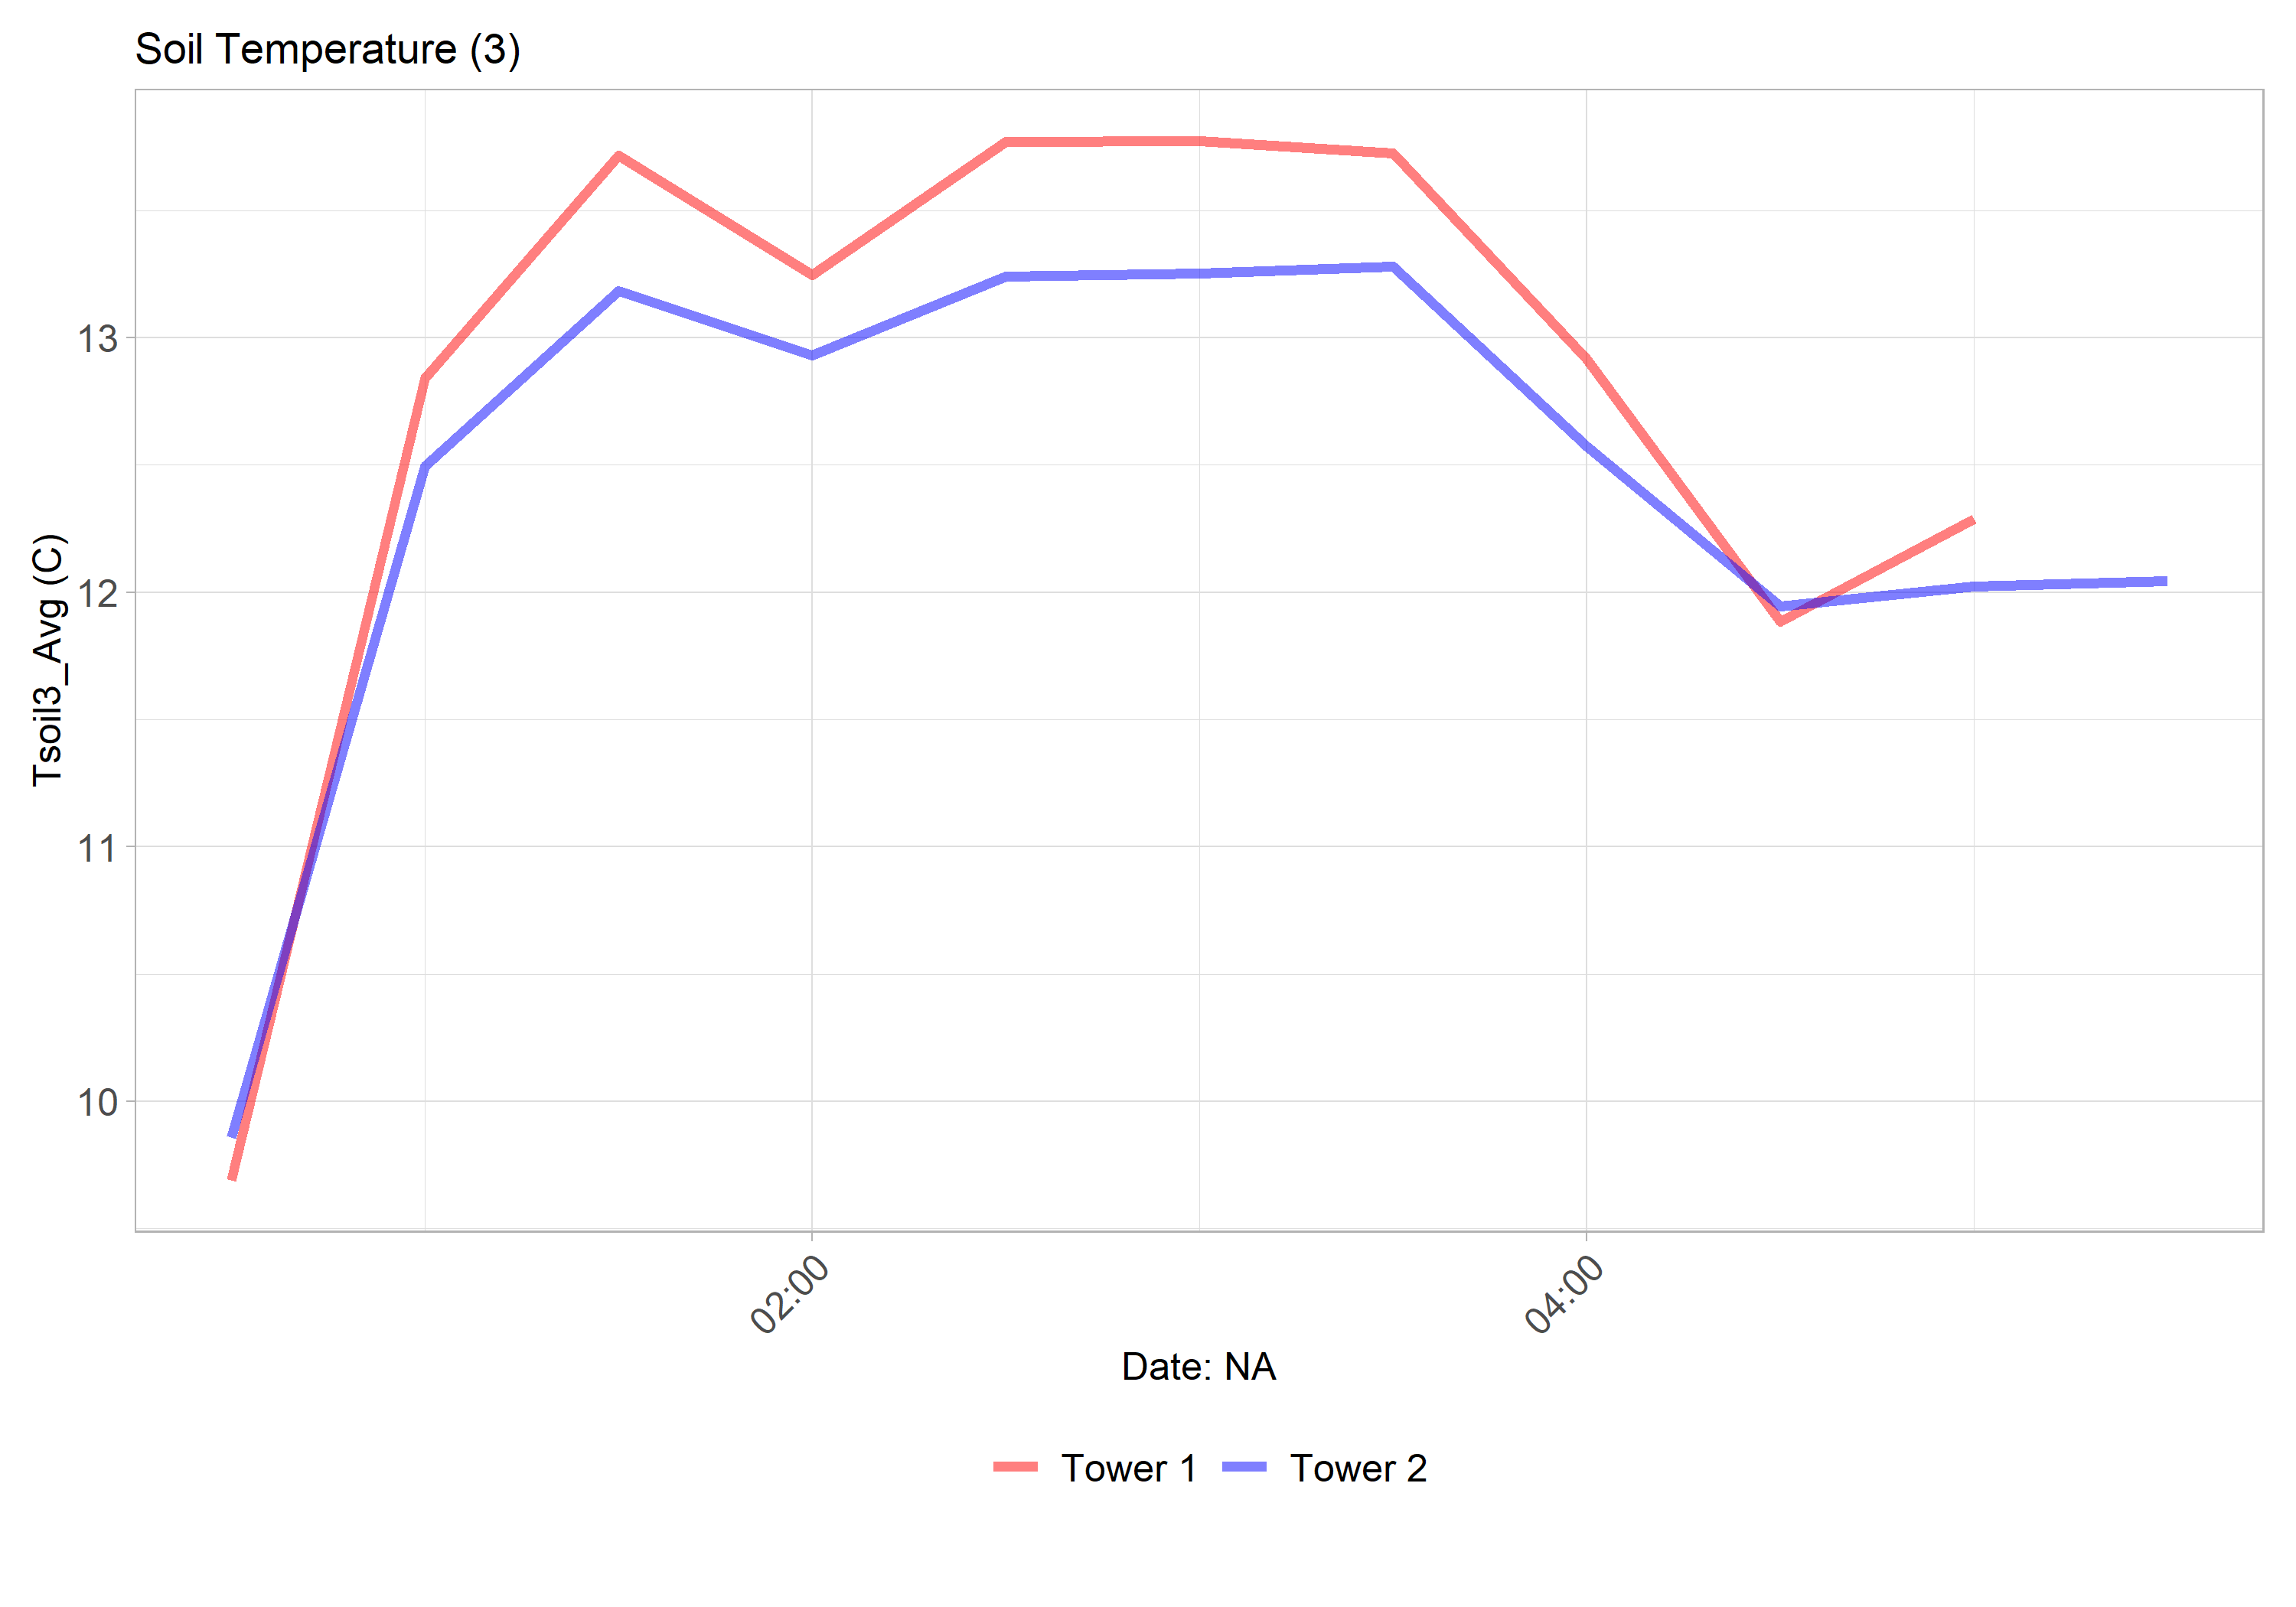 Soil Temperature (3)
Tsoil3_Avg (C)
13
12
11
10
02:00
04:00
Date: NA
Tower 1
Tower 2